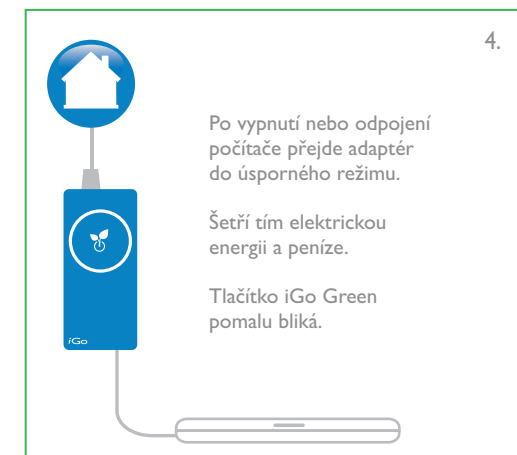 4.
Po vypnutí nebo odpojení
počítače přejde adaptér
do úsporného režimu.
Šetří tím elektrickou
energii a peníze.
Tlačítko iGo Green
pomalu bliká.
iGo